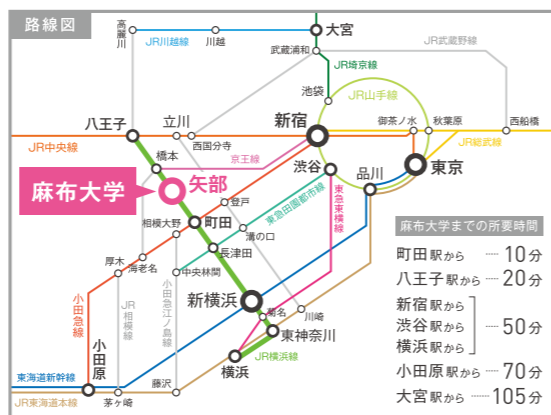 路線図
高麗川
JR川越線
川越
大宮
武蔵浦和
JR武蔵野線
JR埼京線
池袋
JR山手線
八王子
立川
西国分寺
新宿
御茶ノ水
秋葉原
西船橋
JR中央線
橋本
京王線
JR総武線
東京
渋谷
品川
麻布大学
矢部
登戸
東急田園都市線
東急東横線
相模大野
町田
溝の口
長津田
厚木
海老名
中央林間
小田急線
JR相模線
小田急江ノ島線
新横浜
菊名
川崎
東神奈川
小田原
横浜
JR横浜線
東海道新幹線
JR東海道本線
茅ヶ崎
藤沢
麻布大学までの所要時間
町田駅から ‥‥ 10分
八王子駅から ‥‥ 20分
新宿駅から
渋谷駅から ‥‥ 50分
横浜駅から
小田原駅から ‥‥ 70分
大宮駅から ‥‥ 105分